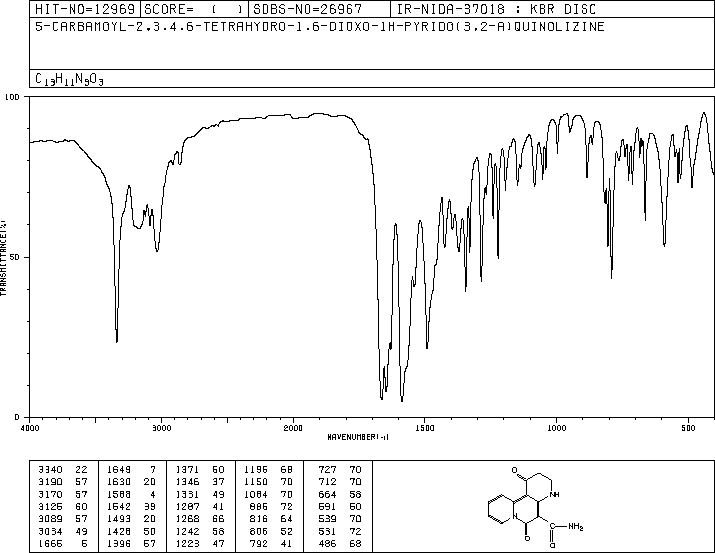 HIT-NO=12969 SCORE= ( ) SDBS-NO=26967 IR-NIDA-37018 : KBR DISC
5-CARBAMOYL-2,3,4,6-TETRAHYDRO-1,6-DIOXO-1H-PYRIDO(3,2-A)QUINOLIZINE
C13H11N3O3
100
50
0
TRANSMITTANCE(%)
4000 3000 2000 1500 1000 500
WAVENUMBER(-1)
3340 22 1649 7 1371 50 1196 68 727 70
3190 57 1630 20 1346 37 1150 70 712 70
3170 57 1588 4 1331 49 1084 70 664 58
3125 60 1542 39 1287 41 886 72 591 50
3089 57 1493 20 1268 66 816 64 539 70
3034 49 1428 50 1242 58 806 52 531 72
1666 5 1396 57 1223 47 792 41 486 68
O
NH
N
O
C
NH2
O